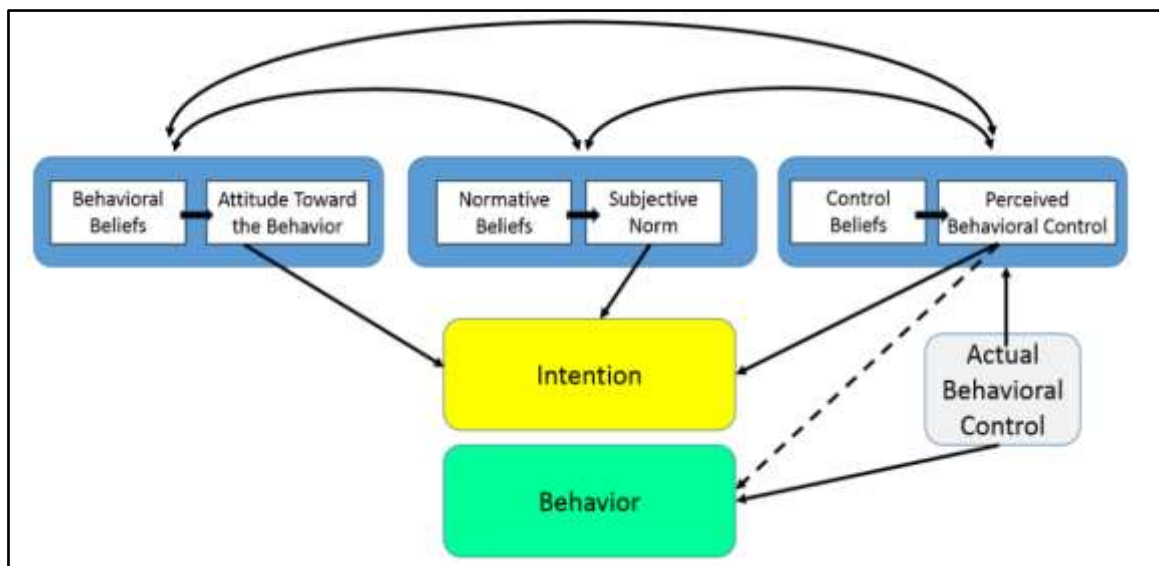 Behavioral
Beliefs
Attitude Toward
the Behavior
Normative
Beliefs
Subjective
Norm
Control
Beliefs
Perceived
Behavioral Control
Intention
Actual
Behavioral
Control
Behavior